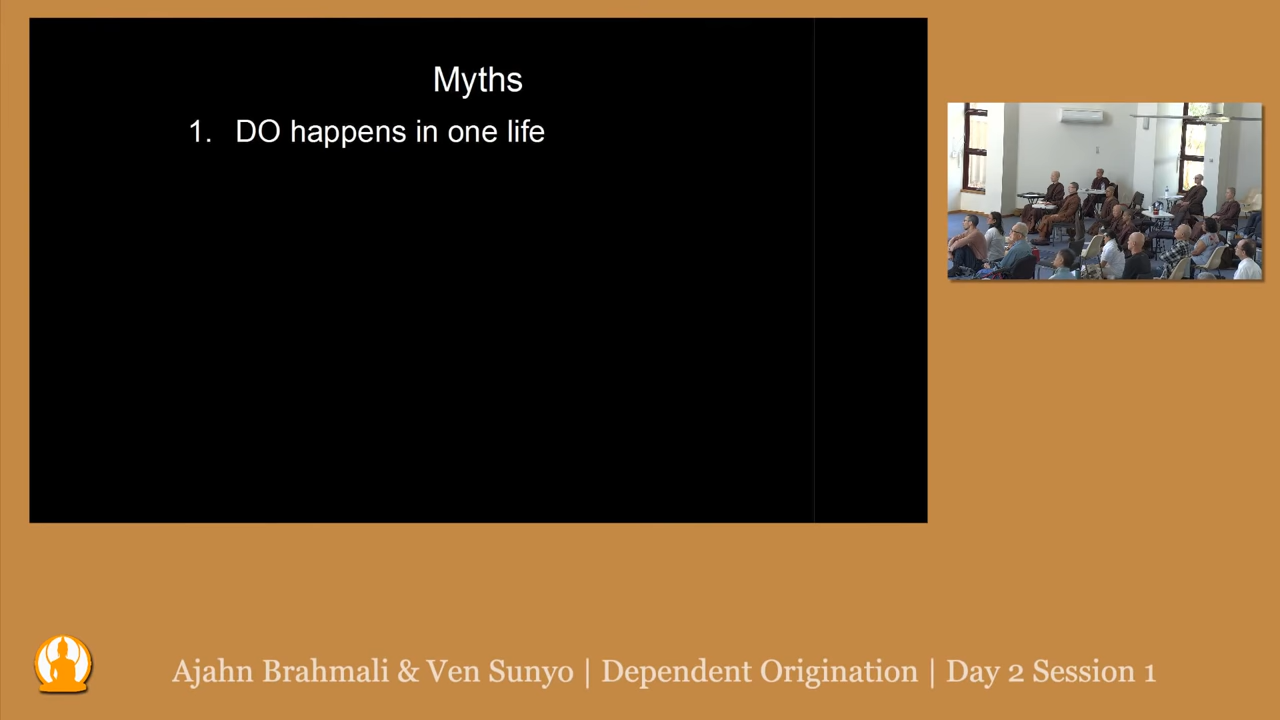 Myths
1. DO happens in one life
Ajahn Brahmali & Ven Sunyo | Dependent Origination | Day 2 Session 1